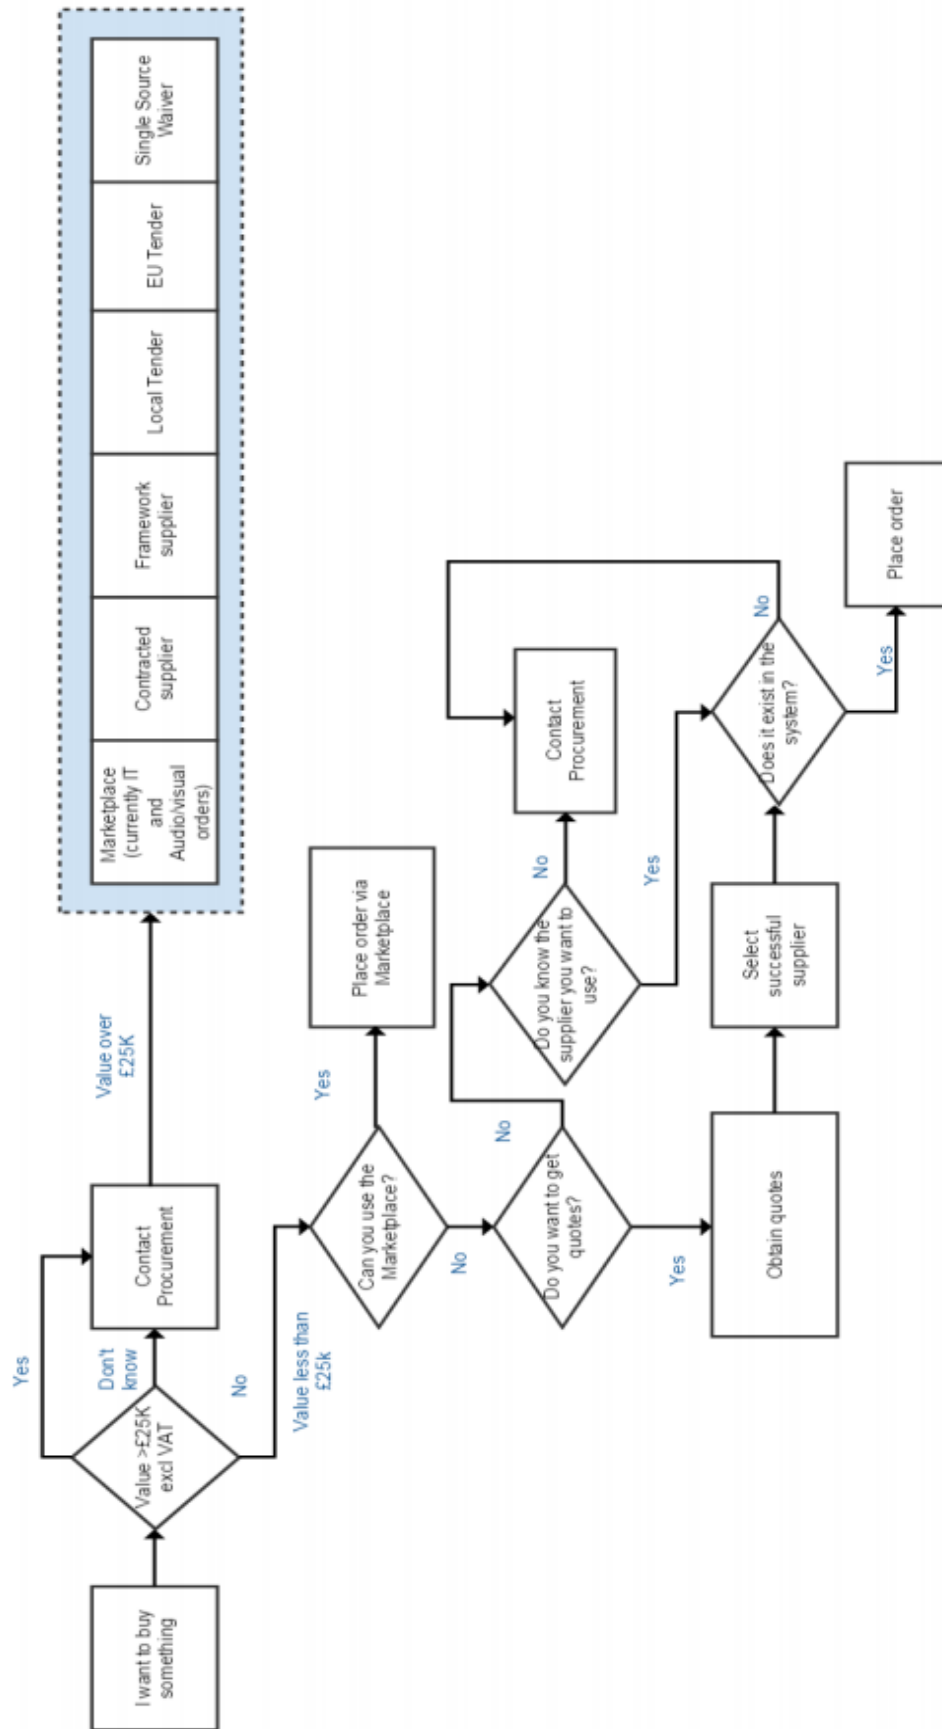 I want to buy
something
Value >£25K
excl VAT
Yes
Don't
know
No
Contact
Procurement
Value over
£25K
Marketplace
(currently IT
and
Audio/visual
orders)
Contracted
supplier
Framework
supplier
Local Tender
EU Tender
Single Source
Waiver
Value less than
£25k
Can you use the
Marketplace?
Yes
Place order via
Marketplace
No
Do you want to get
quotes?
No
Do you know the
supplier you want to
use?
No
Contact
Procurement
Yes
Yes
Obtain quotes
Select
successful
supplier
Does it exist in the
system?
No
Yes
Place order